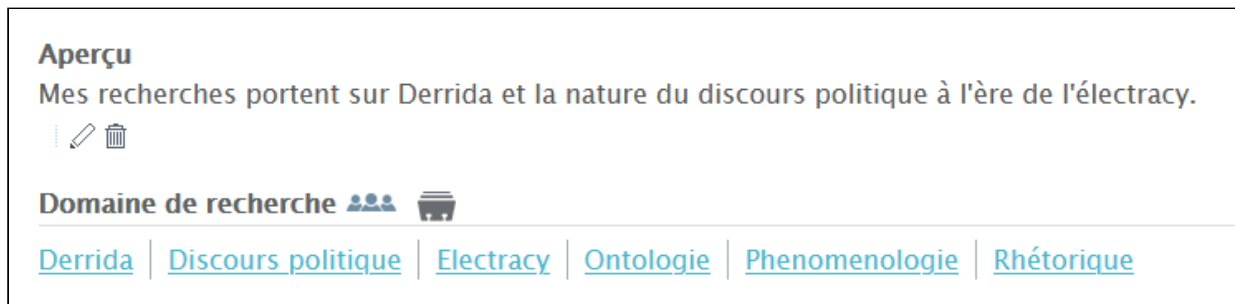 Aperçu
Mes recherches portent sur Derrida et la nature du discours politique à l'ère de l'électracy.
Domaine de recherche
Derrida | Discours politique | Electracy | Ontologie | Phenomenologie | Rhétorique